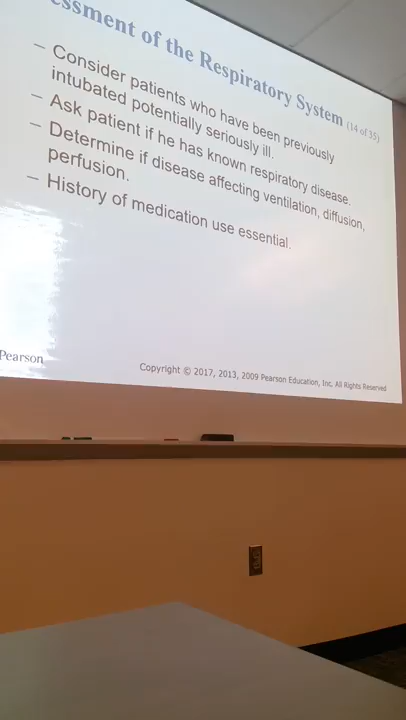 essment of the Respiratory System (14 of 35)
– Consider patients who have been previously
intubated potentially seriously ill.
– Ask patient if he has known respiratory disease.
– Determine if disease affecting ventilation, diffusion,
perfusion.
– History of medication use essential.
Pearson
Copyright © 2017, 2013, 2009 Pearson Education, Inc. All Rights Reserved